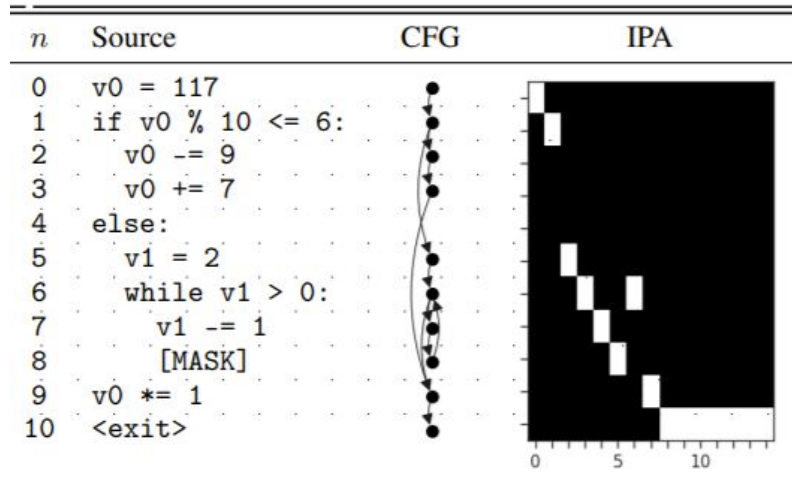 n Source CFG IPA
0 v0 = 117
1 if v0 % 10 <= 6:
2 v0 -= 9
3 v0 += 7
4 else:
5 v1 = 2
6 while v1 > 0:
7 v1 -= 1
8 [MASK]
9 v0 *= 1
10 <exit>
0 5 10